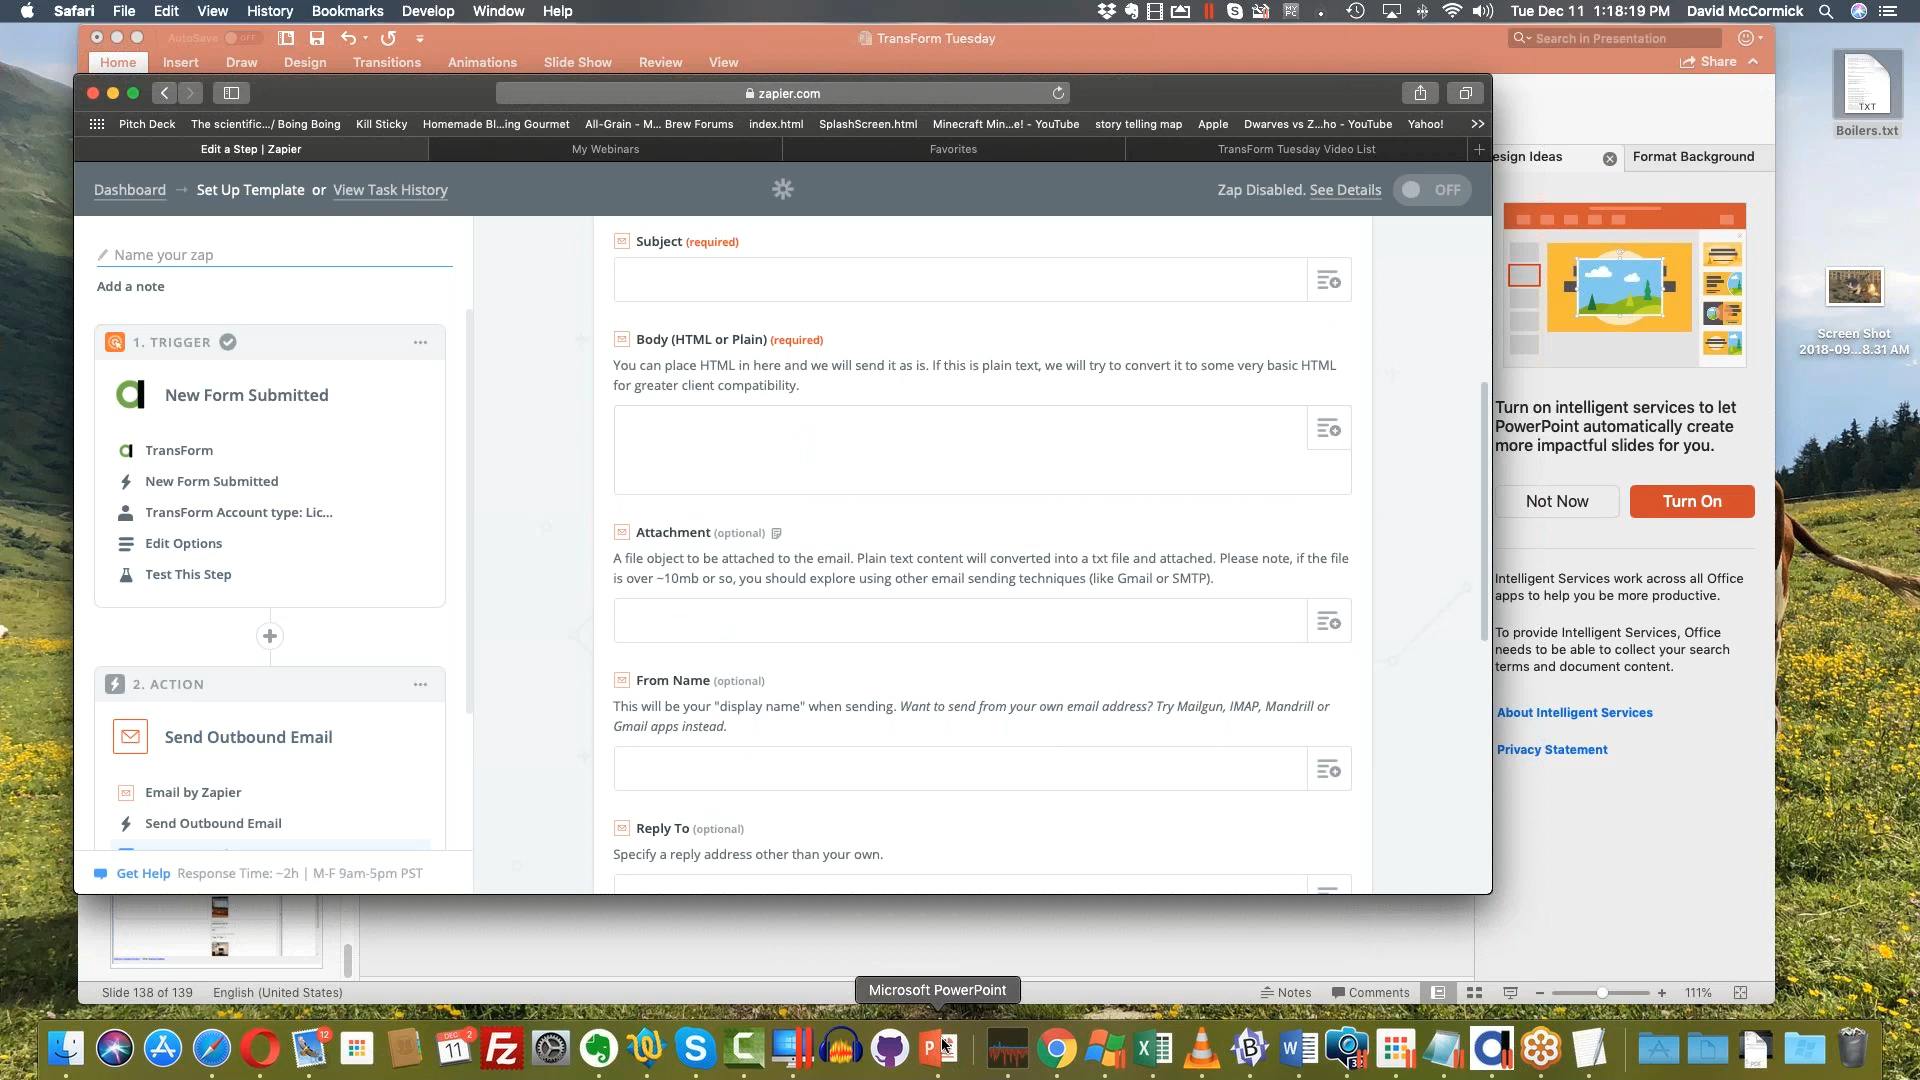 Safari File Edit View History Bookmarks Develop Window Help
Tue Dec 11 1:18:19 PM David McCormick
AutoSave OFF
TransForm Tuesday
Search in Presentation
Home Insert Draw Design Transitions Animations Slide Show Review View
Share
zapier.com
Pitch Deck The scientific.../ Boing Boing Kill Sticky Homemade Bl...ing Gourmet All-Grain - M... Brew Forums index.html SplashScreen.html Minecraft Min...e! - YouTube story telling map Apple Dwarves vs Z...ho - YouTube Yahoo!
Edit a Step | Zapier
My Webinars
Favorites
TransForm Tuesday Video List
esign Ideas
Format Background
Dashboard → Set Up Template or View Task History
Zap Disabled. See Details
OFF
Name your zap
Add a note
1. TRIGGER
New Form Submitted
TransForm
New Form Submitted
TransForm Account type: Lic...
Edit Options
Test This Step
2. ACTION
Send Outbound Email
Email by Zapier
Send Outbound Email
Get Help Response Time: ~2h | M-F 9am-5pm PST
Subject (required)
Body (HTML or Plain) (required)
You can place HTML in here and we will send it as is. If this is plain text, we will try to convert it to some very basic HTML
for greater client compatibility.
Attachment (optional)
A file object to be attached to the email. Plain text content will converted into a txt file and attached. Please note, if the file
is over ~10mb or so, you should explore using other email sending techniques (like Gmail or SMTP).
From Name (optional)
This will be your "display name" when sending. Want to send from your own email address? Try Mailgun, IMAP, Mandrill or
Gmail apps instead.
Reply To (optional)
Specify a reply address other than your own.
Turn on intelligent services to let
PowerPoint automatically create
more impactful slides for you.
Not Now
Turn On
Intelligent Services work across all Office
apps to help you be more productive.
To provide Intelligent Services, Office
needs to be able to collect your search
terms and document content.
About Intelligent Services
Privacy Statement
TXT
Boilers.txt
Screen Shot
2018-09...8.31 AM
Slide 138 of 139 English (United States)
Microsoft PowerPoint
Notes Comments
111%
12
DEC
11
2